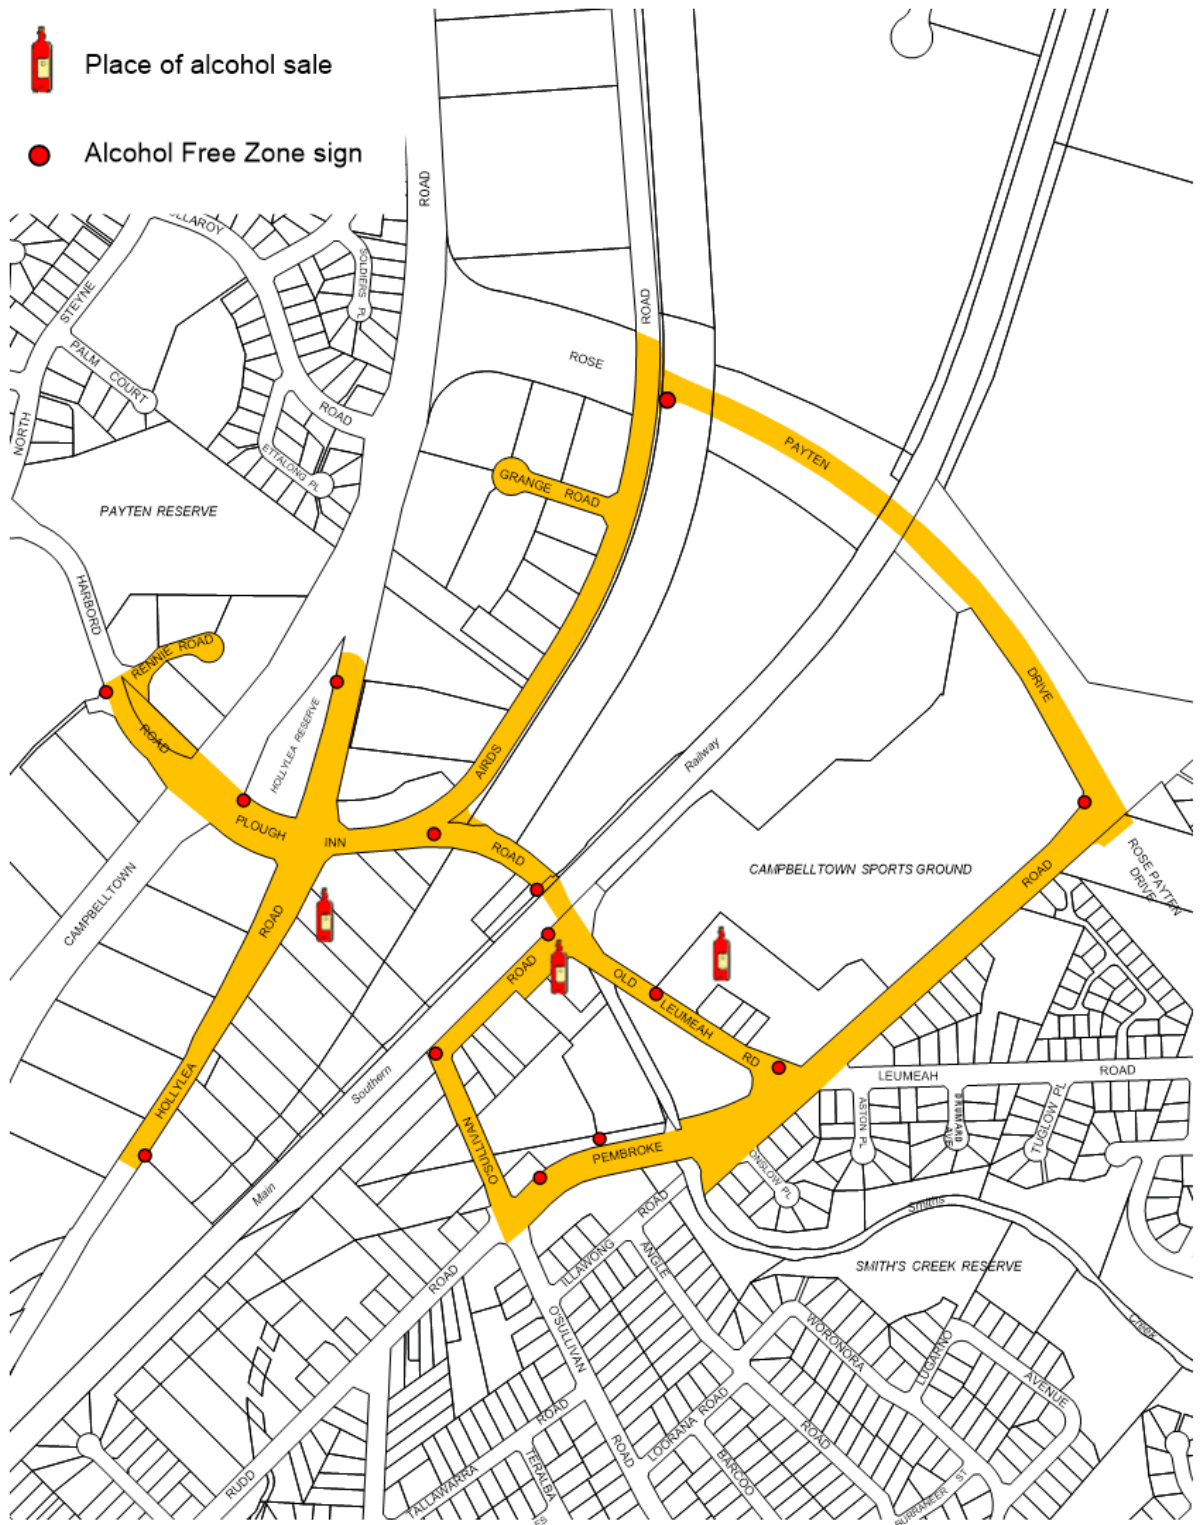 Place of alcohol sale
Alcohol Free Zone sign
ROAD
SOLDIERS PL
STEYNE
PALM COURT
ROAD
NORTH
ETTALONG PL
ROAD
ROSE
PAYTEN
GRANGE ROAD
PAYTEN RESERVE
HARBORD
RENNIE ROAD
ROAD
HOLLYLEA RESERVE
DRIVE
AIRDS
Railway
PLOUGH
INN
ROAD
CAMPBELLTOWN
CAMPBELLTOWN SPORTS GROUND
ROAD
ROSE PAYTEN
DRIVE
ROAD
ROAD
OLD
LEUMEAH
RD
HOLLYLEA
Southern
Main
O'SULLIVAN
PEMBROKE
LEUMEAH
ROAD
ASTON PL
DRUMARD
AVE
TUGLOW PL
ONSLOW PL
Smiths
SMITH'S CREEK RESERVE
Creek
ROAD
ILLAWONG
ANGLE
ROAD
O'SULLIVAN
WORONORA
LUGARNO
AVENUE
ROAD
LOORANA ROAD
ROAD
ROAD
BARCOO
TERALBA
TALLAWARRA
RUDD
BURRANEER
ST